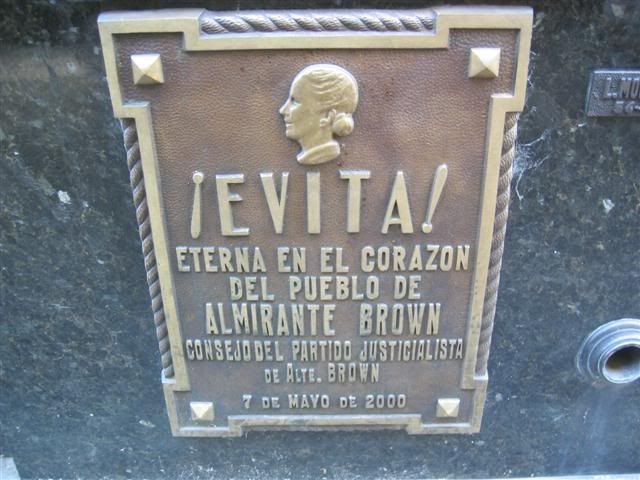 ¡EVITA!
ETERNA EN EL CORAZON
DEL PUEBLO DE
ALMIRANTE BROWN
CONSEJO DEL PARTIDO JUSTICIALISTA
DE ALTE. BROWN
7 DE MAYO DE 2000